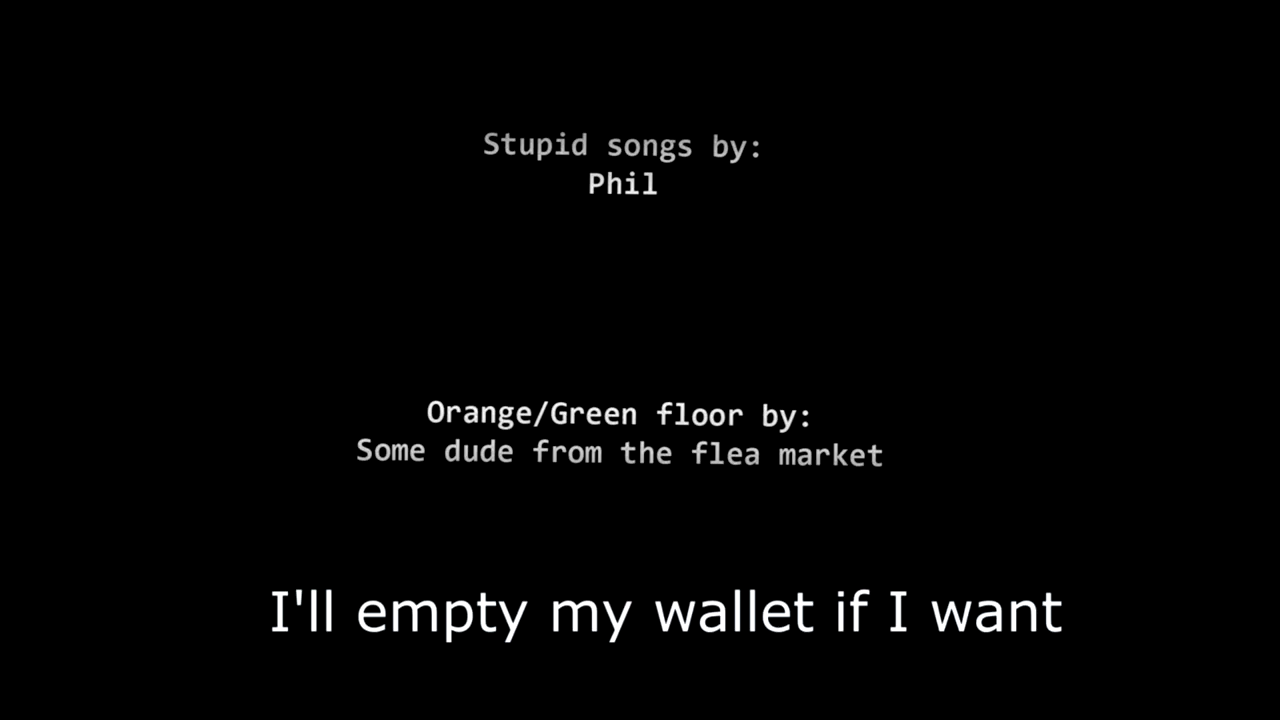 Stupid songs by:
Phil
Orange/Green floor by:
Some dude from the flea market
I'll empty my wallet if I want